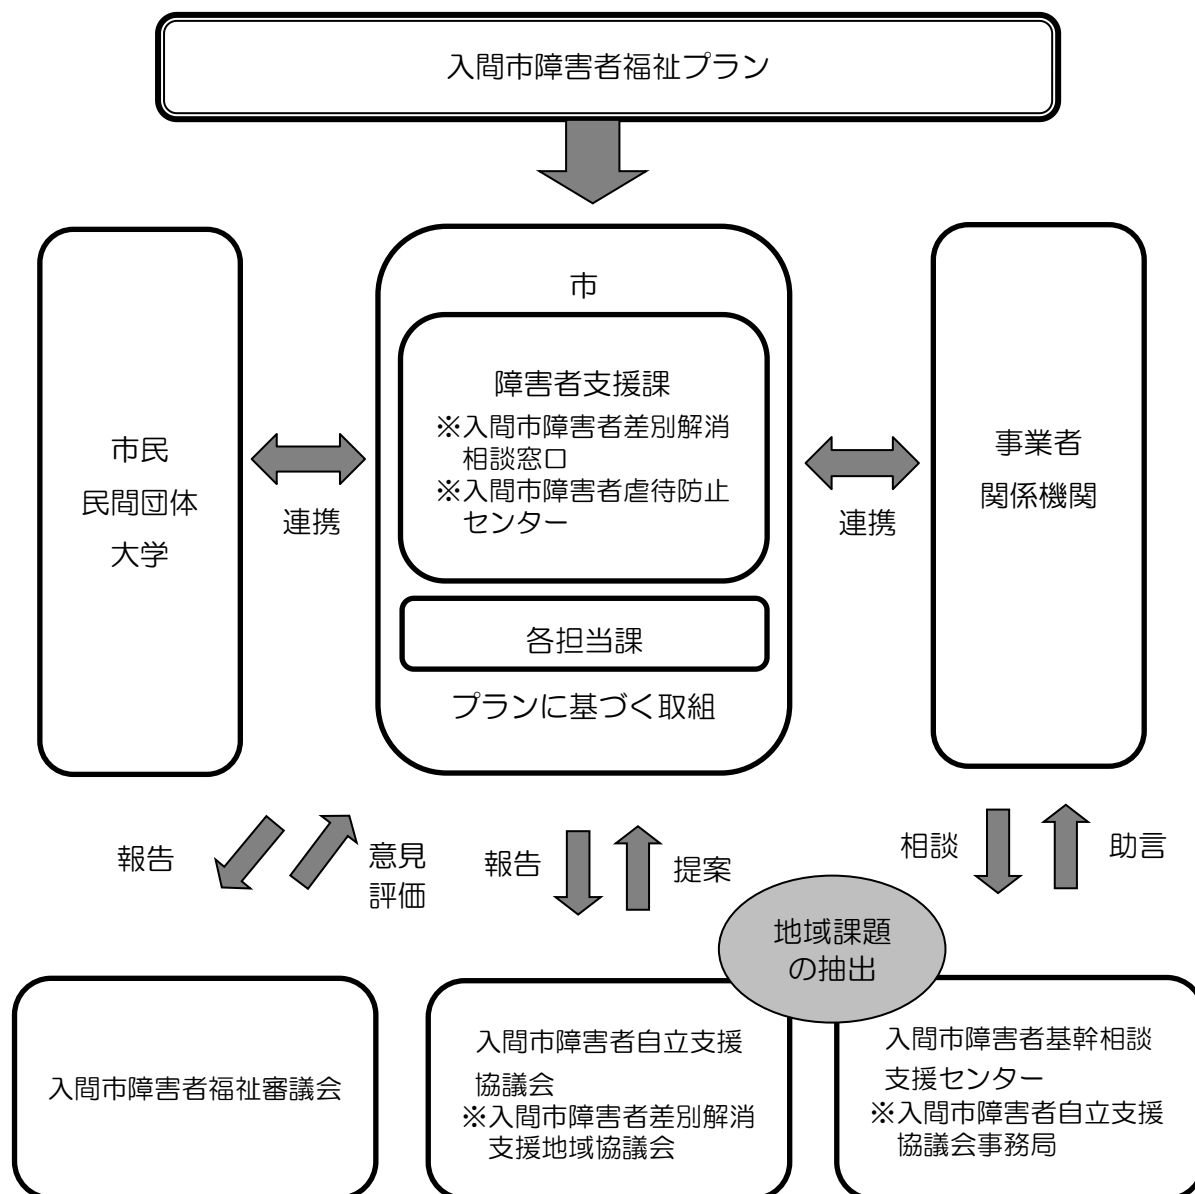 入間市障害者福祉プラン
市
障害者支援課
※入間市障害者差別解消
相談窓口
※入間市障害者虐待防止
センター
各担当課
プランに基づく取組
市民
民間団体
大学
連携
連携
事業者
関係機関
報告
意見
評価
報告
提案
相談
助言
地域課題
の抽出
入間市障害者福祉審議会
入間市障害者自立支援
協議会
※入間市障害者差別解消
支援地域協議会
入間市障害者基幹相談
支援センター
※入間市障害者自立支援
協議会事務局